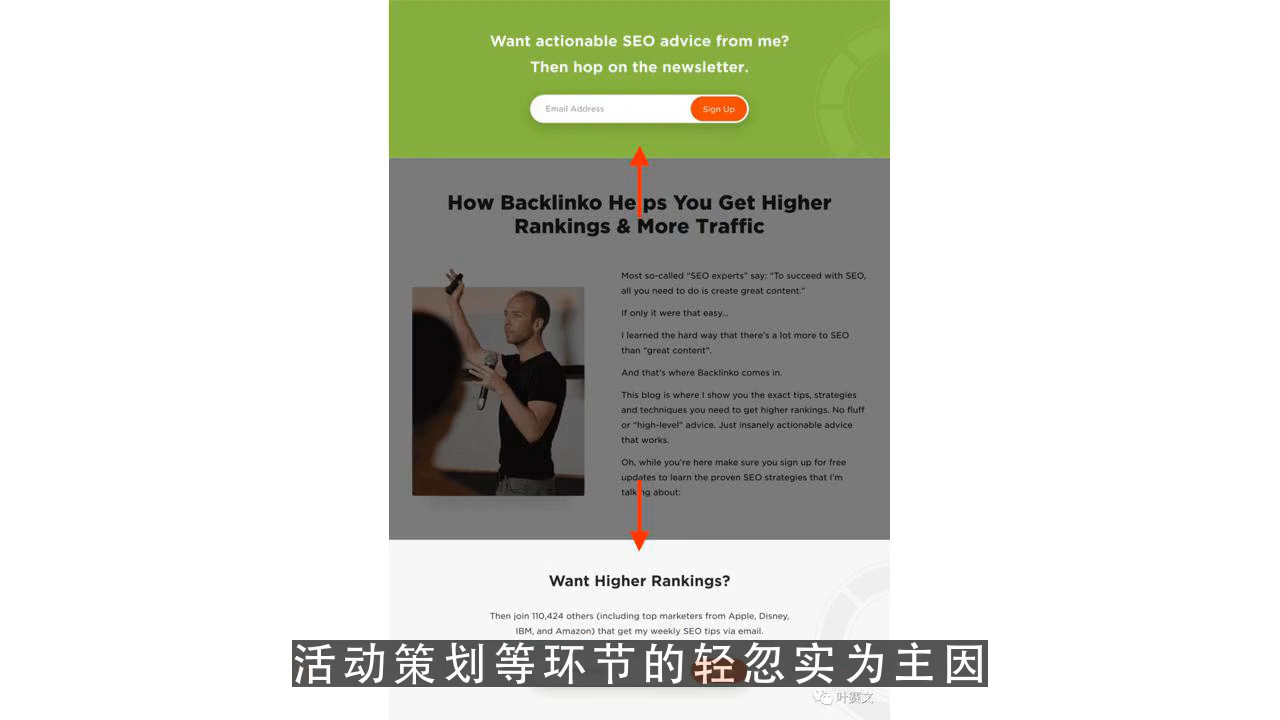 Want actionable SEO advice from me?
Then hop on the newsletter.
Email Address
Sign Up
How Backlinko Helps You Get Higher
Rankings & More Traffic
Most so-called “SEO experts” say: “To succeed with SEO,
all you need to do is create great content.”
If only it were that easy…
I learned the hard way that there’s a lot more to SEO
than “great content”.
And that’s where Backlinko comes in.
This blog is where I show you the exact tips, strategies
and techniques you need to get higher rankings. No fluff
or “high-level” advice. Just insanely actionable advice
that works.
Oh, while you’re here make sure you sign up for free
updates to learn the proven SEO strategies that I’m
talking about:
Want Higher Rankings?
Then join 110,424 others (including top marketers from Apple, Disney,
IBM, and Amazon) that get my weekly SEO tips via email.
活动策划等环节的轻忽实为主因
叶赛文